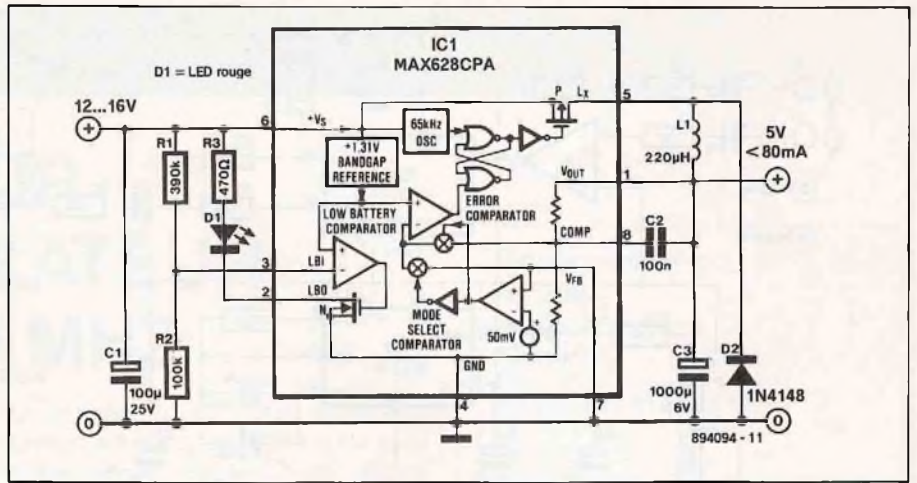 IC1
MAX628CPA
D1 = LED rouge
12...16V
+
6
+VS
65kHz
OSC
P
LX
5
R1
390k
R3
470Ω
+1.31V
BANDGAP
REFERENCE
L1
220µH
5V
<80mA
VOUT
1
+
ERROR
COMPARATOR
LOW BATTERY
COMPARATOR
D1
COMP
8
C2
100n
3
LBI
2
LBO
N
VFB
MODE
SELECT
COMPARATOR
50mV
GND
C1
100µ
25V
R2
100k
C3
1000µ
6V
D2
1N4148
4
7
0
0
894094 - 11